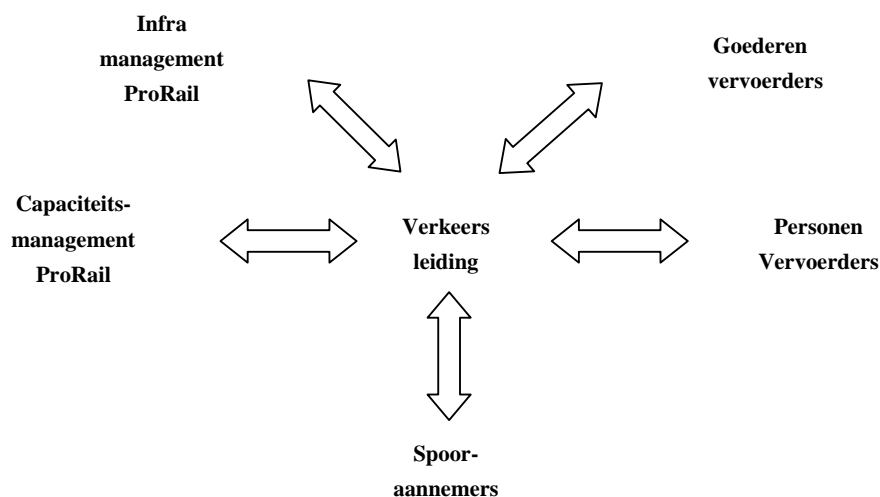 Infra
management
ProRail
Goederen
vervoerders
Capaciteits-
management
ProRail
Verkeers
leiding
Personen
Vervoerders
Spoor-
aannemers